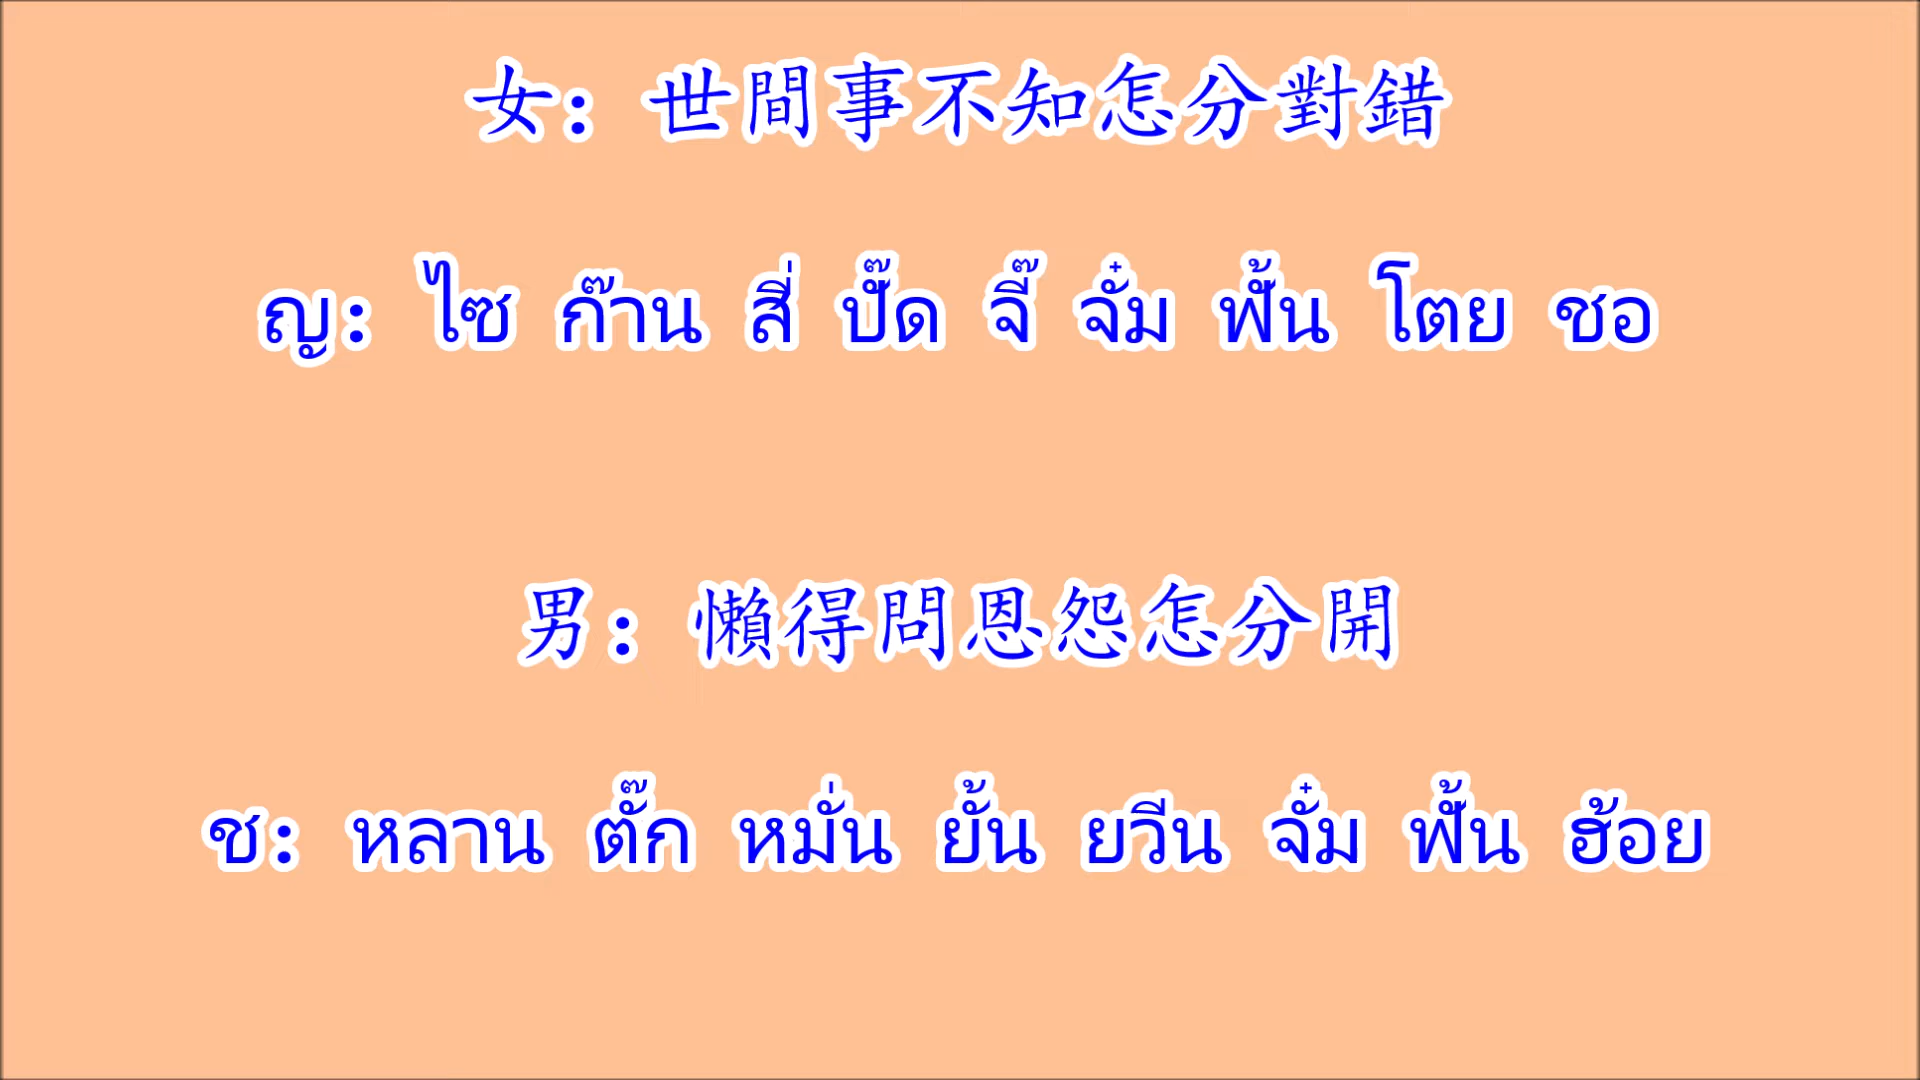 女: 世間事不知怎分對錯
ญ: ไซ ก๊าน สี่ ปั๊ด จี๊ จั๋ม ฟั้น โตย ชอ
男: 懶得問恩怨怎分開
ช: หลาน ตั๊ก หมั่น ยั้น ยวีน จั๋ม ฟั้น ฮ้อย